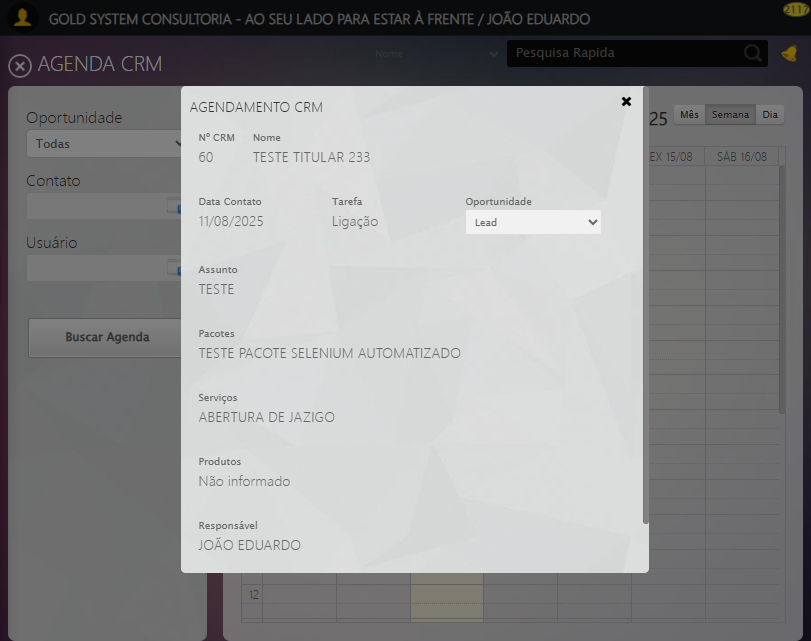 GOLD SYSTEM CONSULTORIA - AO SEU LADO PARA ESTAR À FRENTE / JOÃO EDUARDO
2117
AGENDA CRM
Nome
Pesquisa Rapida
Oportunidade
Todas
Contato
Usuário
Buscar Agenda
25
Mês Semana Dia
EX 15/08 SÁB 16/08
12
AGENDAMENTO CRM
Nº CRM Nome
60 TESTE TITULAR 233
Data Contato Tarefa Oportunidade
11/08/2025 Ligação Lead
Assunto
TESTE
Pacotes
TESTE PACOTE SELENIUM AUTOMATIZADO
Serviços
ABERTURA DE JAZIGO
Produtos
Não informado
Responsável
JOÃO EDUARDO